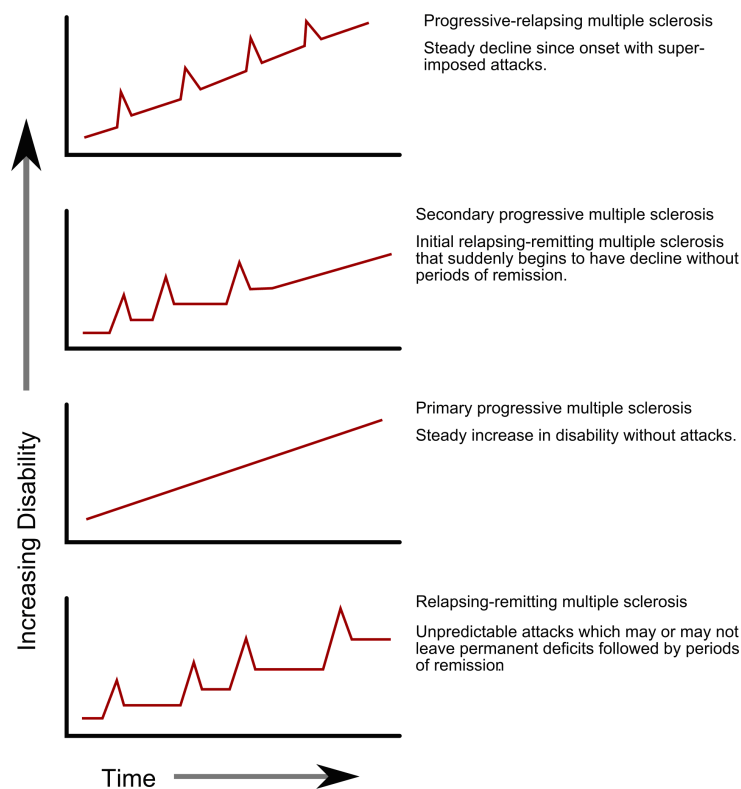 Progressive-relapsing multiple sclerosis
Steady decline since onset with super-
imposed attacks.
Secondary progressive multiple sclerosis
Initial relapsing-remitting multiple sclerosis
that suddenly begins to have decline without
periods of remission.
Primary progressive multiple sclerosis
Steady increase in disability without attacks.
Relapsing-remitting multiple sclerosis
Unpredictable attacks which may or may not
leave permanent deficits followed by periods
of remission
Increasing Disability
Time